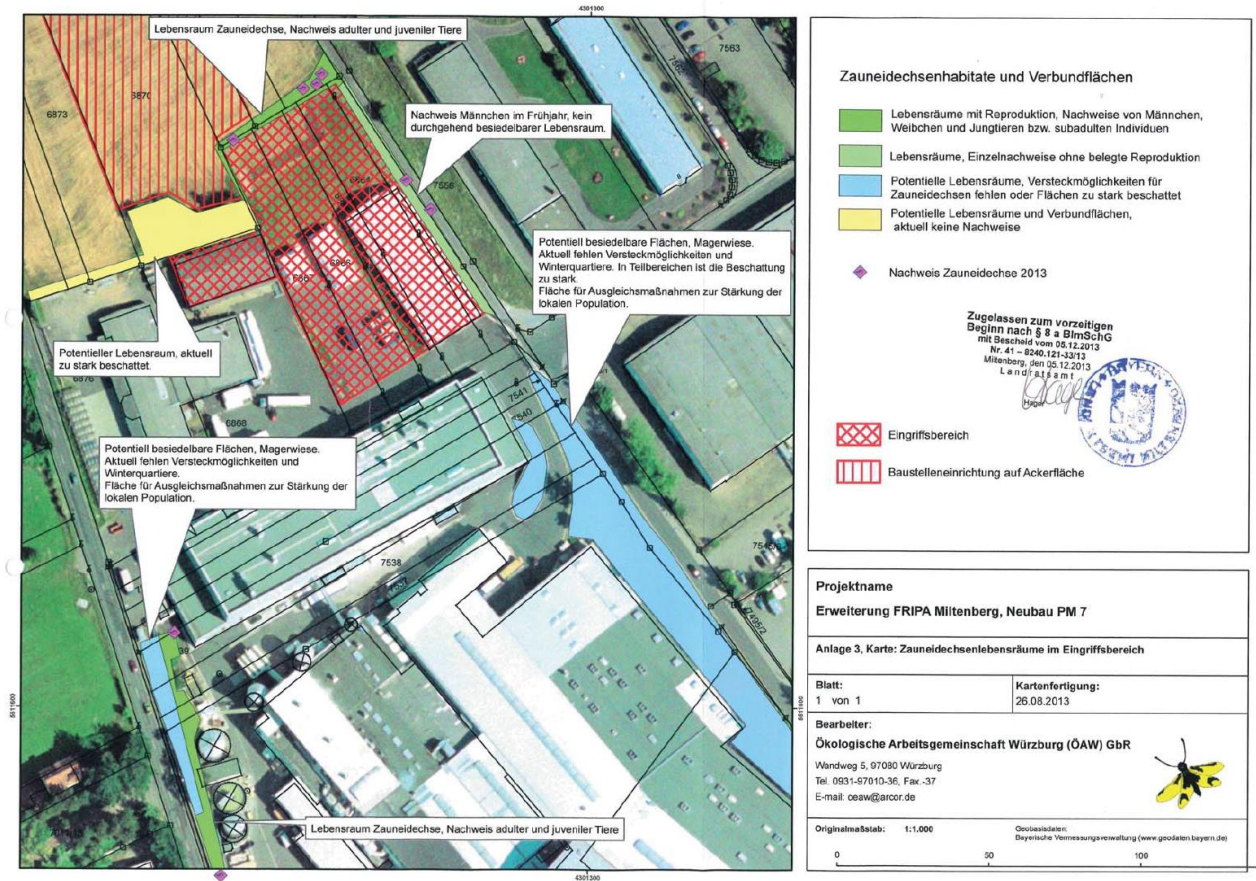 4301300
Lebensraum Zauneidechse, Nachweis adulter und juveniler Tiere
7563
6870
6873
Nachweis Männchen im Frühjahr, kein
durchgehend besiedelbarer Lebensraum.
7556
Potentiell besiedelbare Flächen, Magerwiese.
Aktuell fehlen Versteckmöglichkeiten und
Winterquartiere. In Teilbereichen ist die Beschattung
zu stark.
Fläche für Ausgleichsmaßnahmen zur Stärkung der
lokalen Population.
6866
6867
Potentieller Lebensraum, aktuell
zu stark beschattet.
6876
6868
7541
7540
Potentiell besiedelbare Flächen, Magerwiese.
Aktuell fehlen Versteckmöglichkeiten und
Winterquartiere.
Fläche für Ausgleichsmaßnahmen zur Stärkung der
lokalen Population.
7538
7537
7495/2
39
5511600
5511600
Lebensraum Zauneidechse, Nachweis adulter und juveniler Tiere
4301300
Zauneidechsenhabitate und Verbundflächen
Lebensräume mit Reproduktion, Nachweise von Männchen,
Weibchen und Jungtieren bzw. subadulten Individuen
Lebensräume, Einzelnachweise ohne belegte Reproduktion
Potentielle Lebensräume, Versteckmöglichkeiten für
Zauneidechsen fehlen oder Flächen zu stark beschattet
Potentielle Lebensräume und Verbundflächen,
aktuell keine Nachweise
Nachweis Zauneidechse 2013
Zugelassen zum vorzeitigen
Beginn nach § 8 a BImSchG
mit Bescheid vom 05.12.2013
Nr. 41 – 8240.121-33/13
Miltenberg, den 05.12.2013
Landratsamt
Hager
Eingriffsbereich
Baustelleneinrichtung auf Ackerfläche
Projektname
Erweiterung FRIPA Miltenberg, Neubau PM 7
Anlage 3, Karte: Zauneidechsenlebensräume im Eingriffsbereich
Blatt:
1 von 1
Kartenfertigung:
26.08.2013
Bearbeiter:
Ökologische Arbeitsgemeinschaft Würzburg (ÖAW) GbR
Wandweg 5, 97080 Würzburg
Tel. 0931-97010-36, Fax.-37
E-mail: oeaw@arcor.de
Originalmaßstab: 1:1.000
Geobasisdaten:
Bayerische Vermessungsverwaltung (www.geodaten.bayern.de)
0 50 100